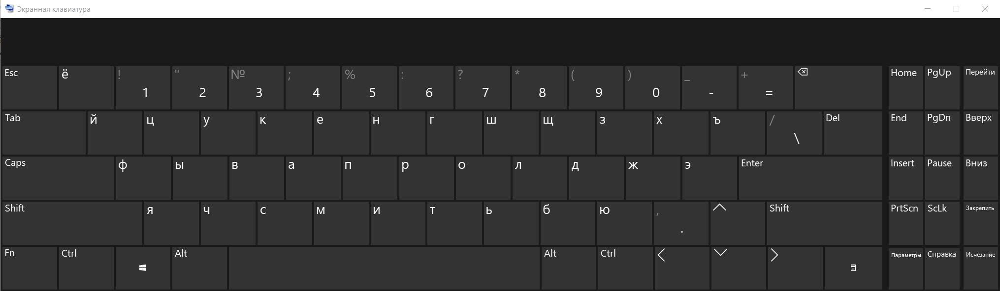 Экранная клавиатура
Esc ё ! 1 " 2 № 3 ; 4 % 5 : 6 ? 7 * 8 ( 9 ) 0 _ - + = Home PgUp Перейти
Tab й ц у к е н г ш щ з х ъ / \ Del End PgDn Вверх
Caps ф ы в а п р о л д ж э Enter Insert Pause Вниз
Shift я ч с м и т ь б ю , . Shift PrtScn ScLk Закрепить
Fn Ctrl Alt Alt Ctrl Параметры Справка Исчезание